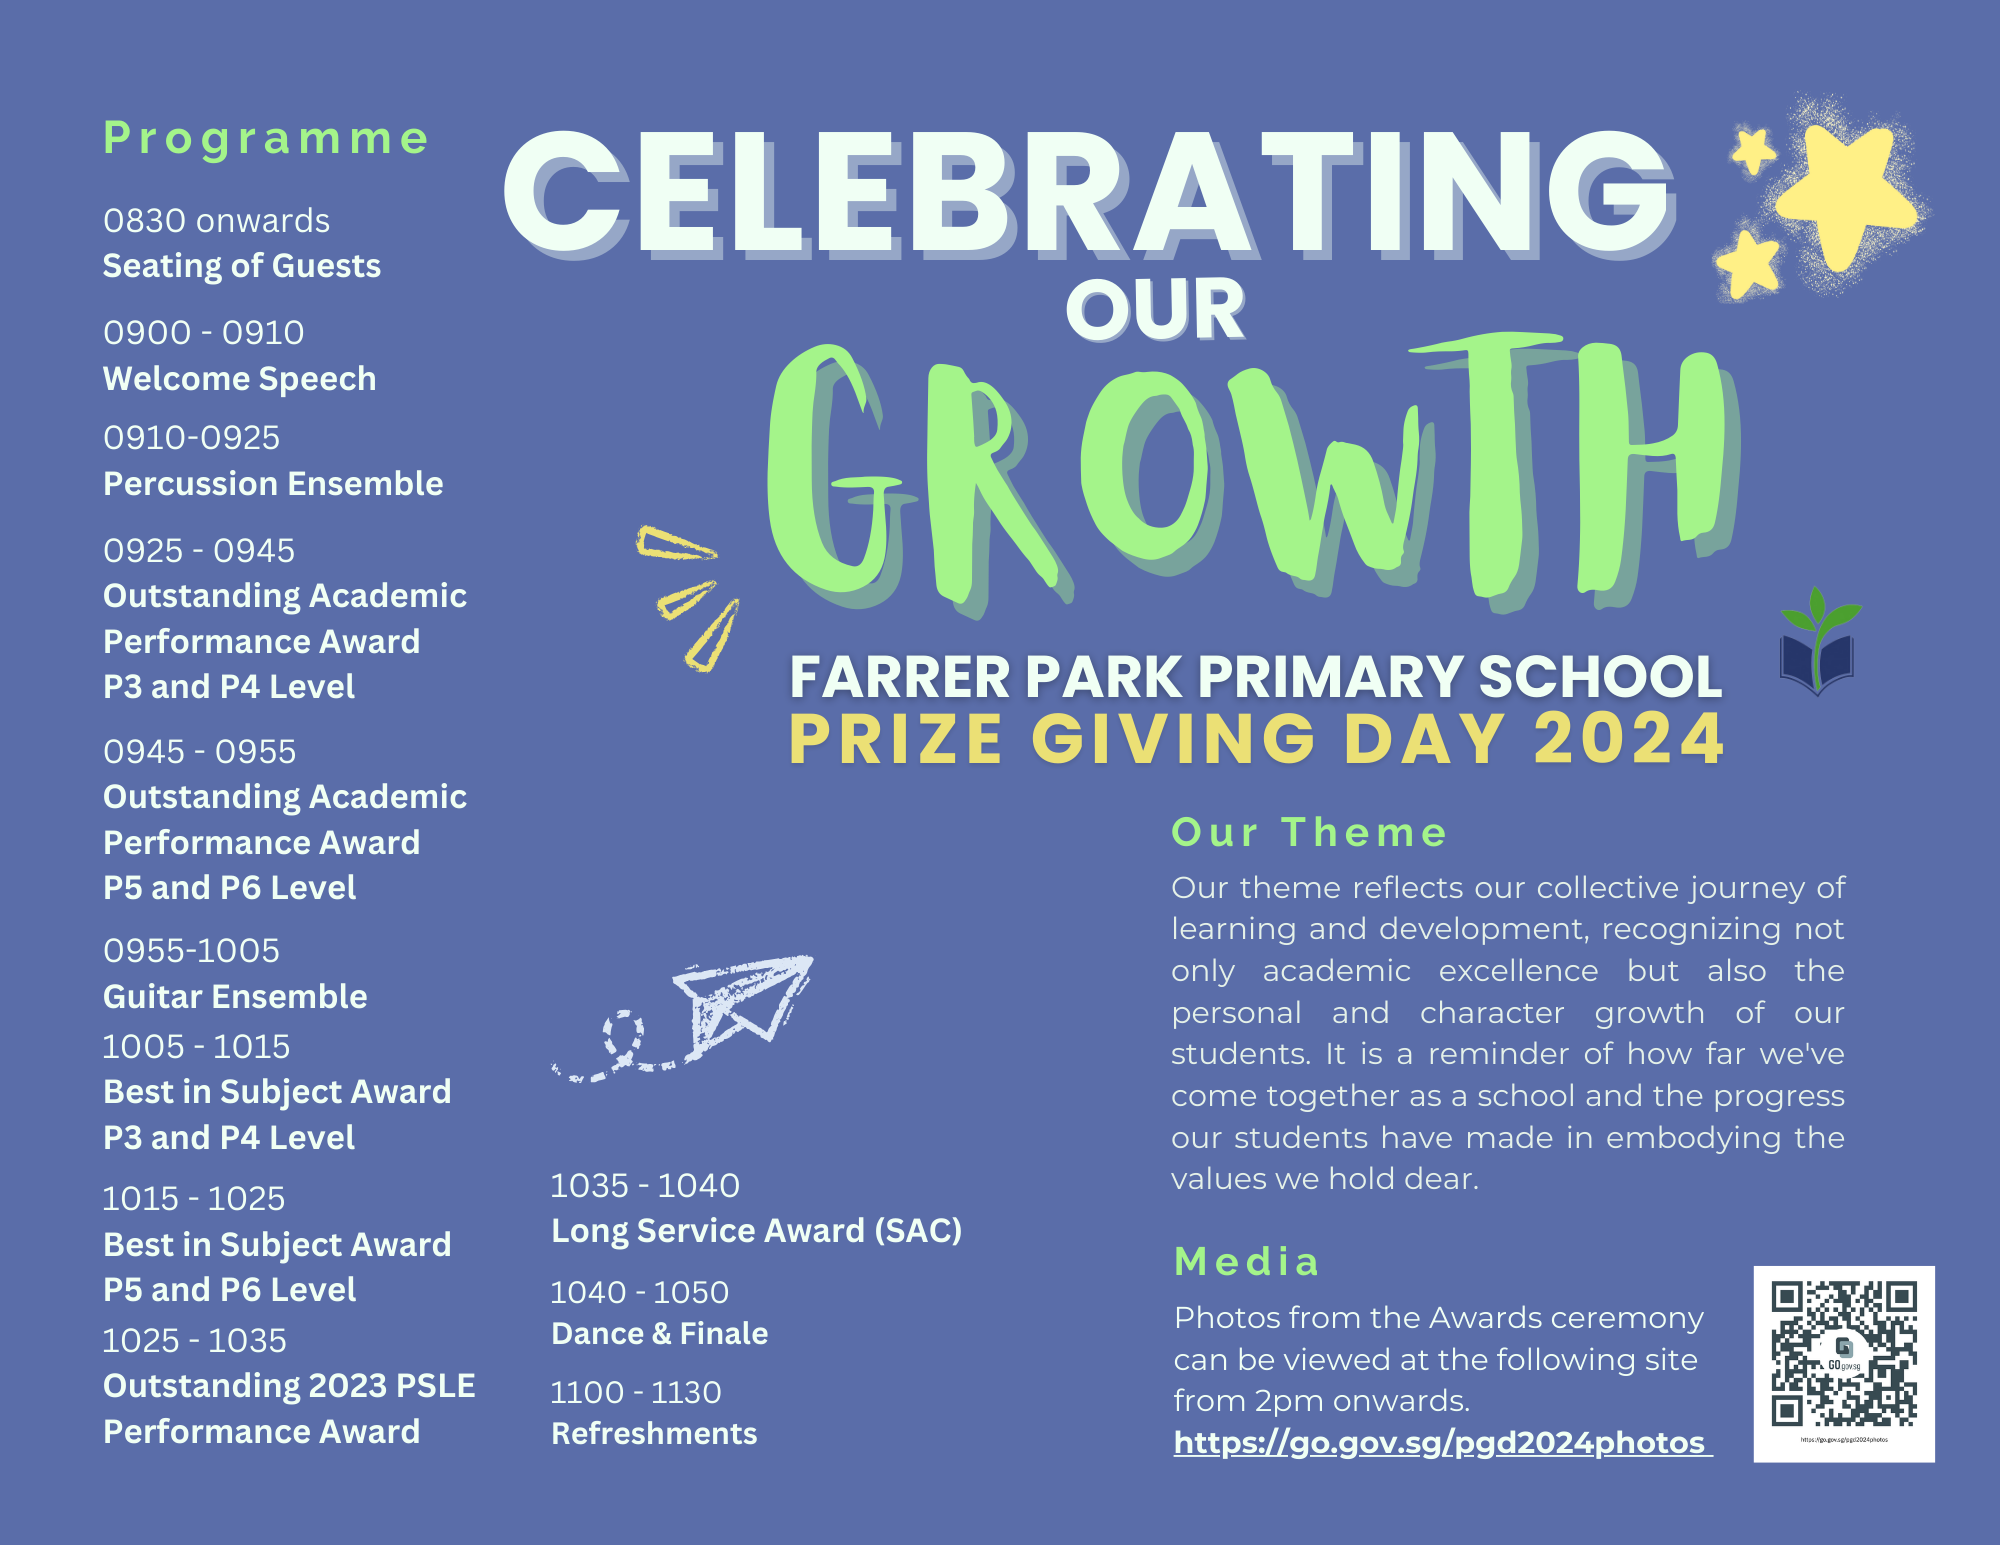 Programme
0830 onwards
Seating of Guests
0900 - 0910
Welcome Speech
0910-0925
Percussion Ensemble
0925 - 0945
Outstanding Academic
Performance Award
P3 and P4 Level
0945 - 0955
Outstanding Academic
Performance Award
P5 and P6 Level
0955-1005
Guitar Ensemble
1005 - 1015
Best in Subject Award
P3 and P4 Level
1015 - 1025
Best in Subject Award
P5 and P6 Level
1025 - 1035
Outstanding 2023 PSLE
Performance Award
1035 - 1040
Long Service Award (SAC)
1040 - 1050
Dance & Finale
1100 - 1130
Refreshments
CELEBRATING
OUR
GROWTH
FARRER PARK PRIMARY SCHOOL
PRIZE GIVING DAY 2024
Our Theme
Our theme reflects our collective journey of
learning and development, recognizing not
only academic excellence but also the
personal and character growth of our
students. It is a reminder of how far we've
come together as a school and the progress
our students have made in embodying the
values we hold dear.
Media
Photos from the Awards ceremony
can be viewed at the following site
from 2pm onwards.
https://go.gov.sg/pgd2024photos
GO.gov.sg
https://go.gov.sg/pgd2024photos